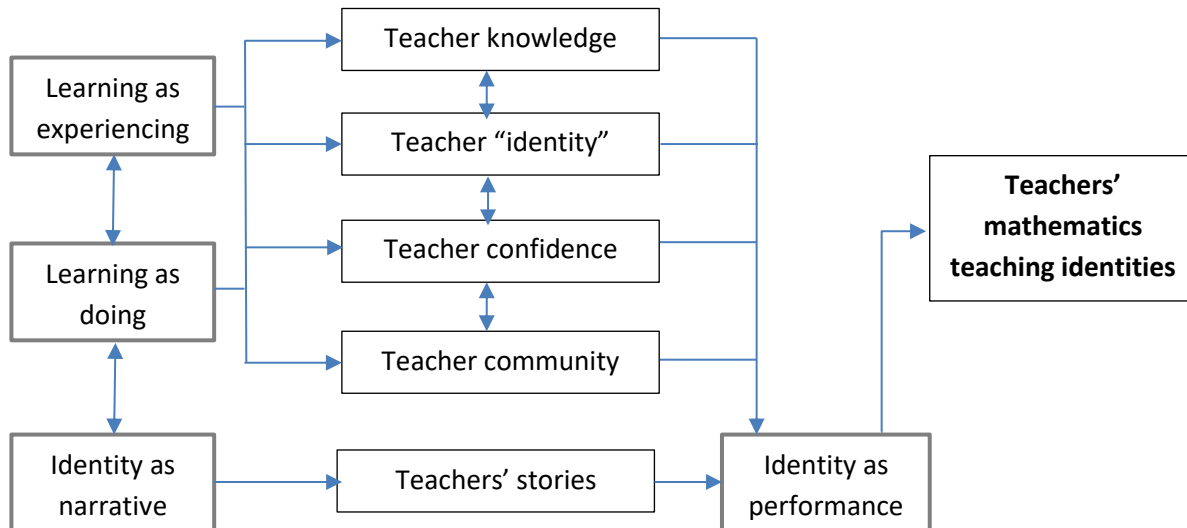 Learning as
experiencing
Learning as
doing
Identity as
narrative
Teacher knowledge
Teacher “identity”
Teacher confidence
Teacher community
Teachers’ stories
Identity as
performance
Teachers’
mathematics
teaching identities